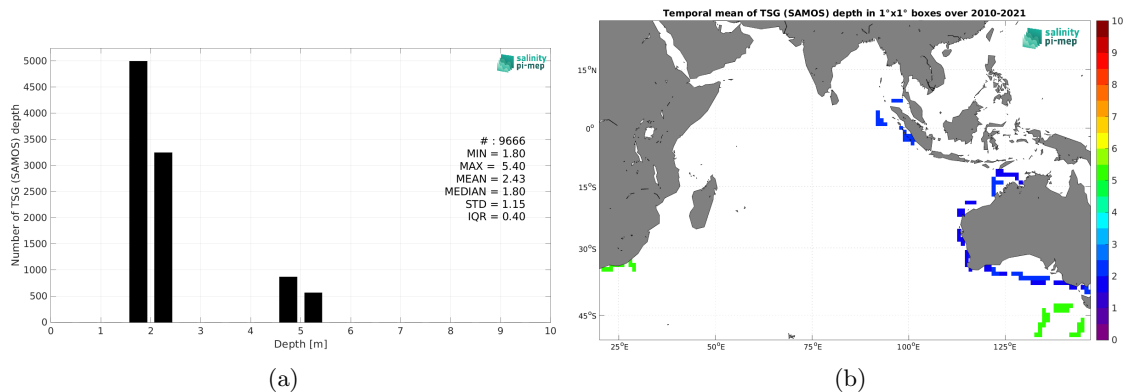 5000
4500
4000
3500
3000
2500
2000
1500
1000
500
0
Number of TSG (SAMOS) depth
salinity
pi-mep
# : 9666
MIN = 1.80
MAX = 5.40
MEAN = 2.43
MEDIAN = 1.80
STD = 1.15
IQR = 0.40
0 1 2 3 4 5 6 7 8 9 10
Depth [m]
(a)
Temporal mean of TSG (SAMOS) depth in 1°x1° boxes over 2010-2021
salinity
pi-mep
15°N
0°
15°S
30°S
45°S
25°E 50°E 75°E 100°E 125°E
10
9
8
7
6
5
4
3
2
1
0
(b)